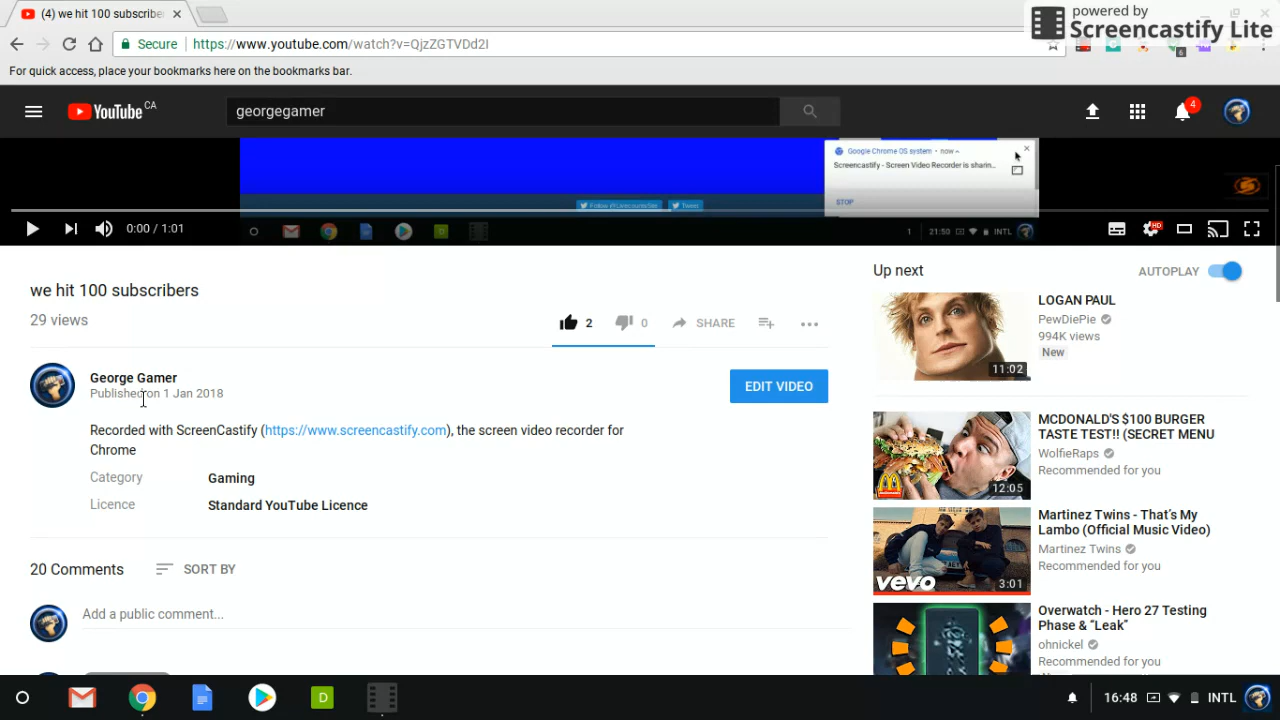 (4) we hit 100 subscribe
powered by
Screencastify Lite
Secure
https://www.youtube.com/watch?v=QjzZGTVDd2I
6
For quick access, place your bookmarks here on the bookmarks bar.
YouTube CA
georgegamer
4
Google Chrome OS system • now
Screencastify - Screen Video Recorder is sharin...
STOP
Follow @LivecountsSite
Tweet
1
21:50
INTL
0:00 / 1:01
HD
we hit 100 subscribers
29 views
2
0
SHARE
George Gamer
Published on 1 Jan 2018
EDIT VIDEO
Recorded with ScreenCastify (https://www.screencastify.com), the screen video recorder for
Chrome
Category
Gaming
Licence
Standard YouTube Licence
20 Comments
SORT BY
Add a public comment...
Up next
AUTOPLAY
11:02
LOGAN PAUL
PewDiePie
994K views
New
12:05
MCDONALD'S $100 BURGER
TASTE TEST!! (SECRET MENU
WolfieRaps
Recommended for you
vevo
3:01
Martinez Twins - That's My
Lambo (Official Music Video)
Martinez Twins
Recommended for you
Overwatch - Hero 27 Testing
Phase & "Leak"
ohnickel
Recommended for you
D
16:48
INTL